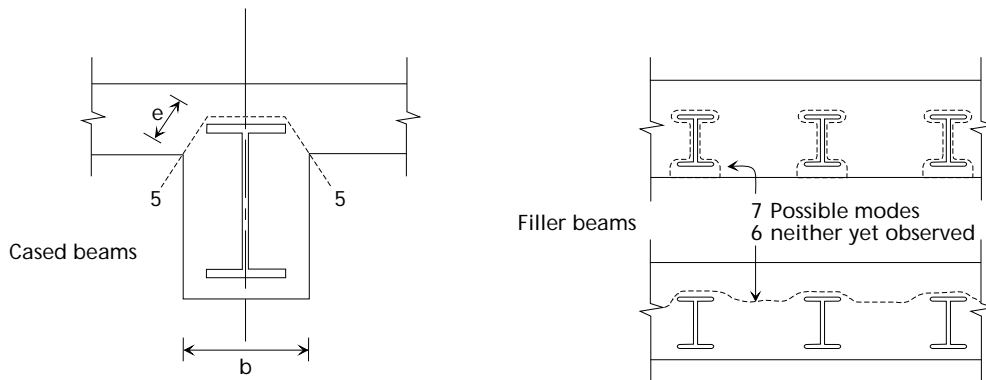 e
5
5
Cased beams
b
Filler beams
7 Possible modes
6 neither yet observed